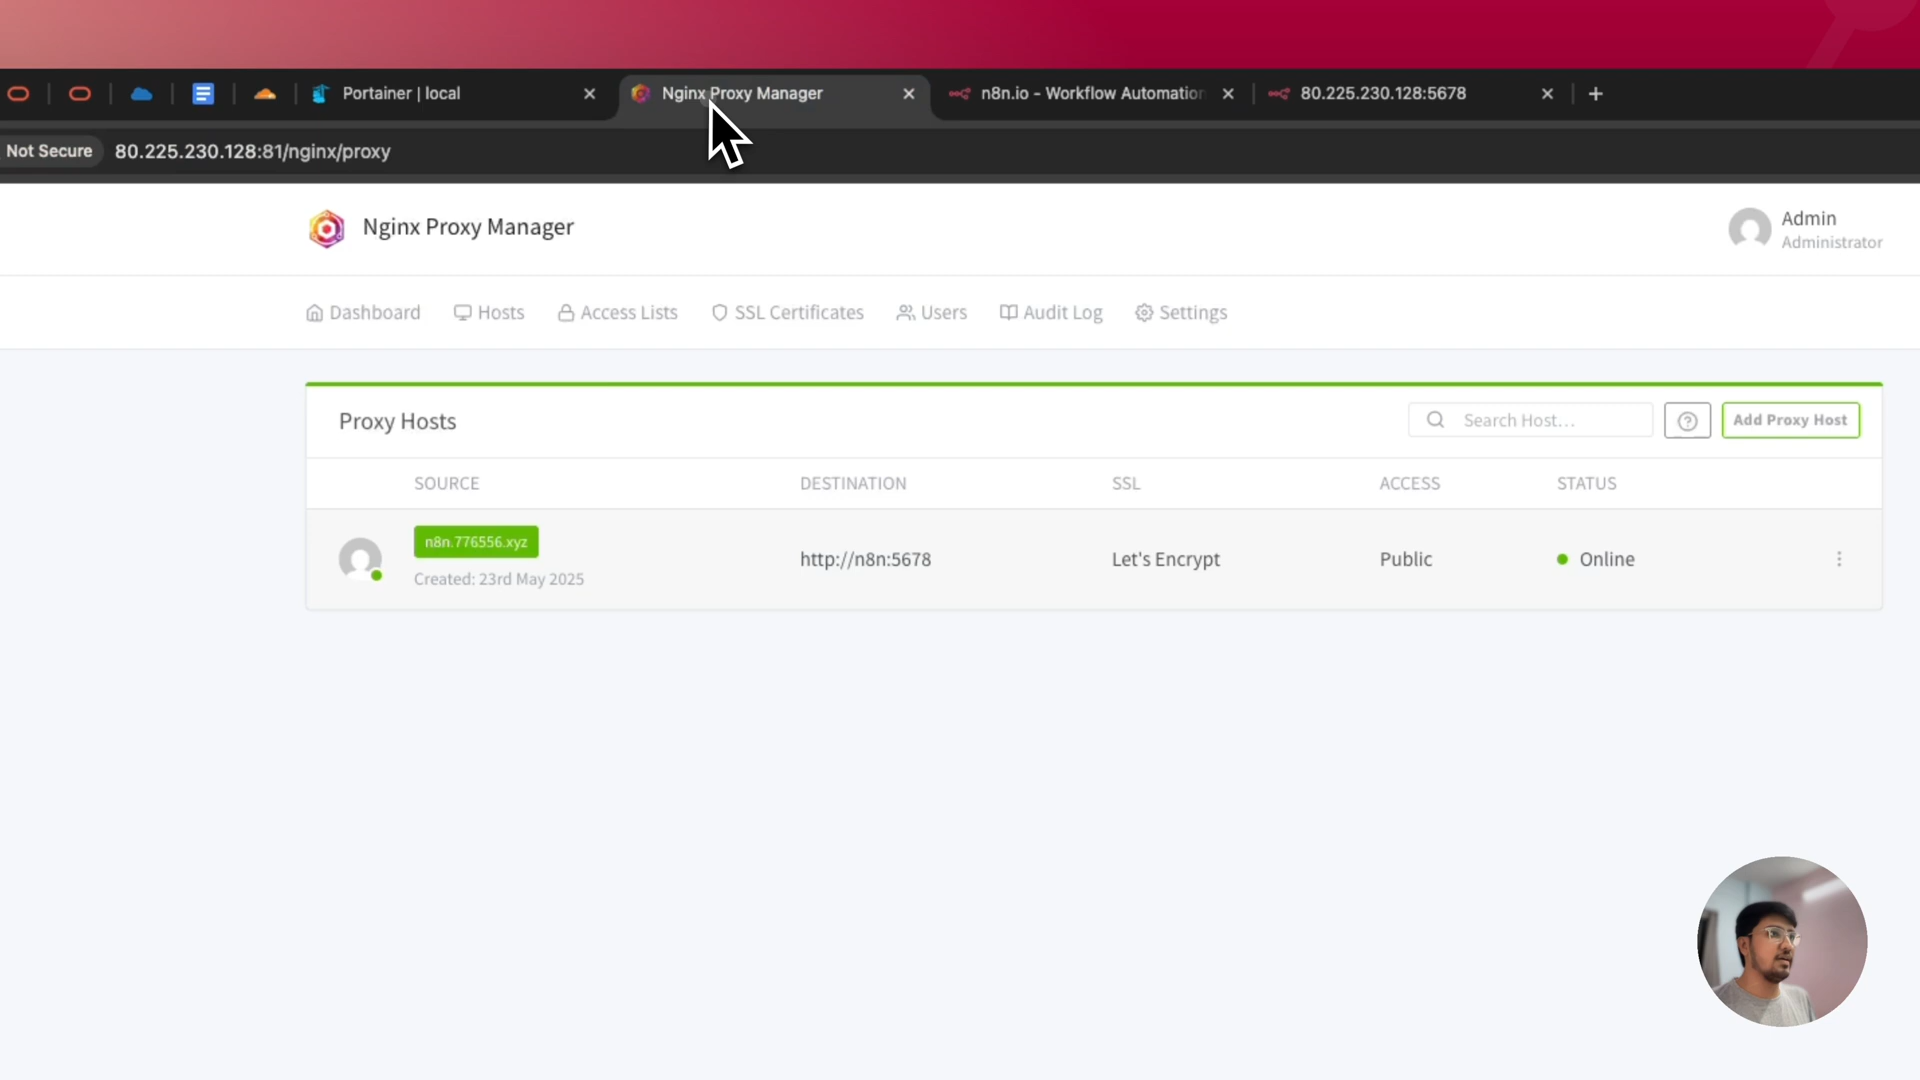 Portainer | local
Nginx Proxy Manager
n8n.io - Workflow Automation
80.225.230.128:5678
Not Secure
80.225.230.128:81/nginx/proxy
Nginx Proxy Manager
Admin
Administrator
Dashboard
Hosts
Access Lists
SSL Certificates
Users
Audit Log
Settings
Proxy Hosts
Search Host...
Add Proxy Host
SOURCE
DESTINATION
SSL
ACCESS
STATUS
n8n.776556.xyz
Created: 23rd May 2025
http://n8n:5678
Let's Encrypt
Public
Online